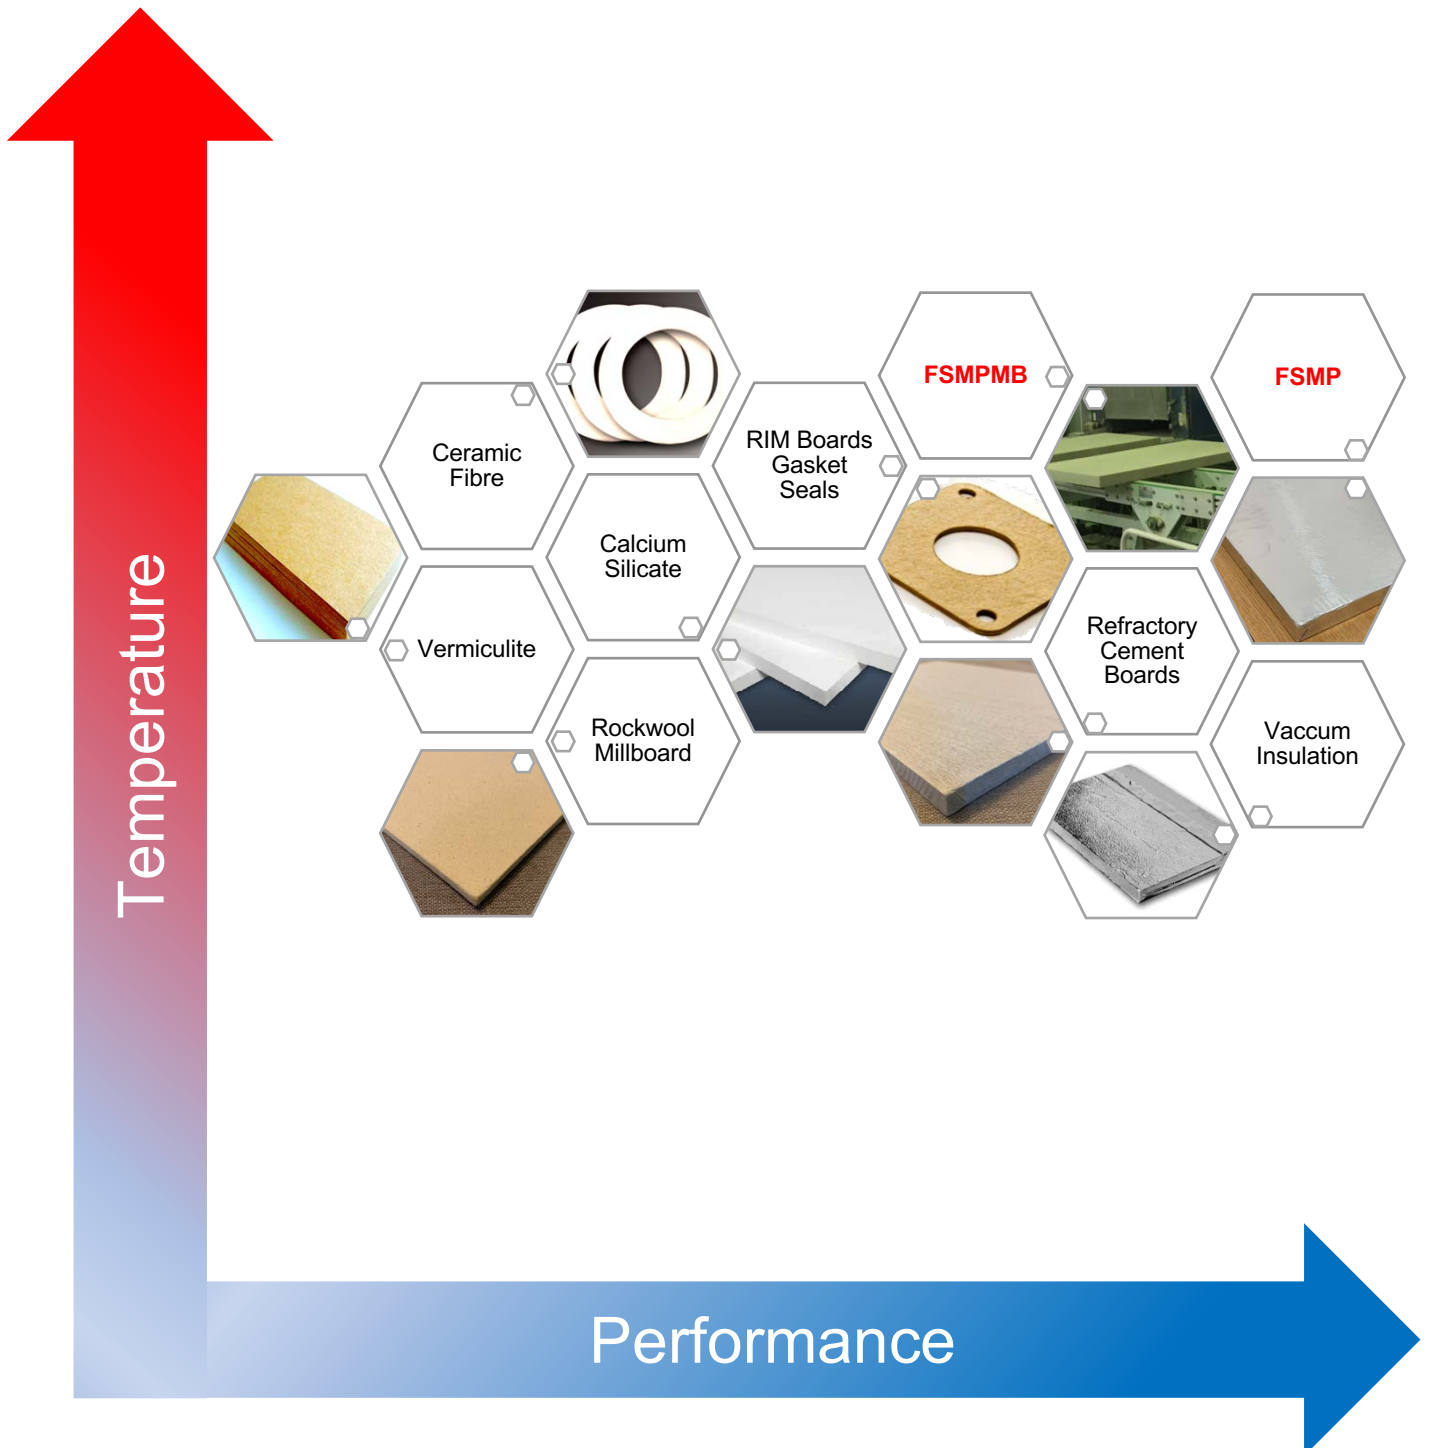 Temperature
FSMPMB
FSMP
Ceramic
Fibre
RIM Boards
Gasket
Seals
Calcium
Silicate
Vermiculite
Refractory
Cement
Boards
Rockwool
Millboard
Vaccum
Insulation
Performance